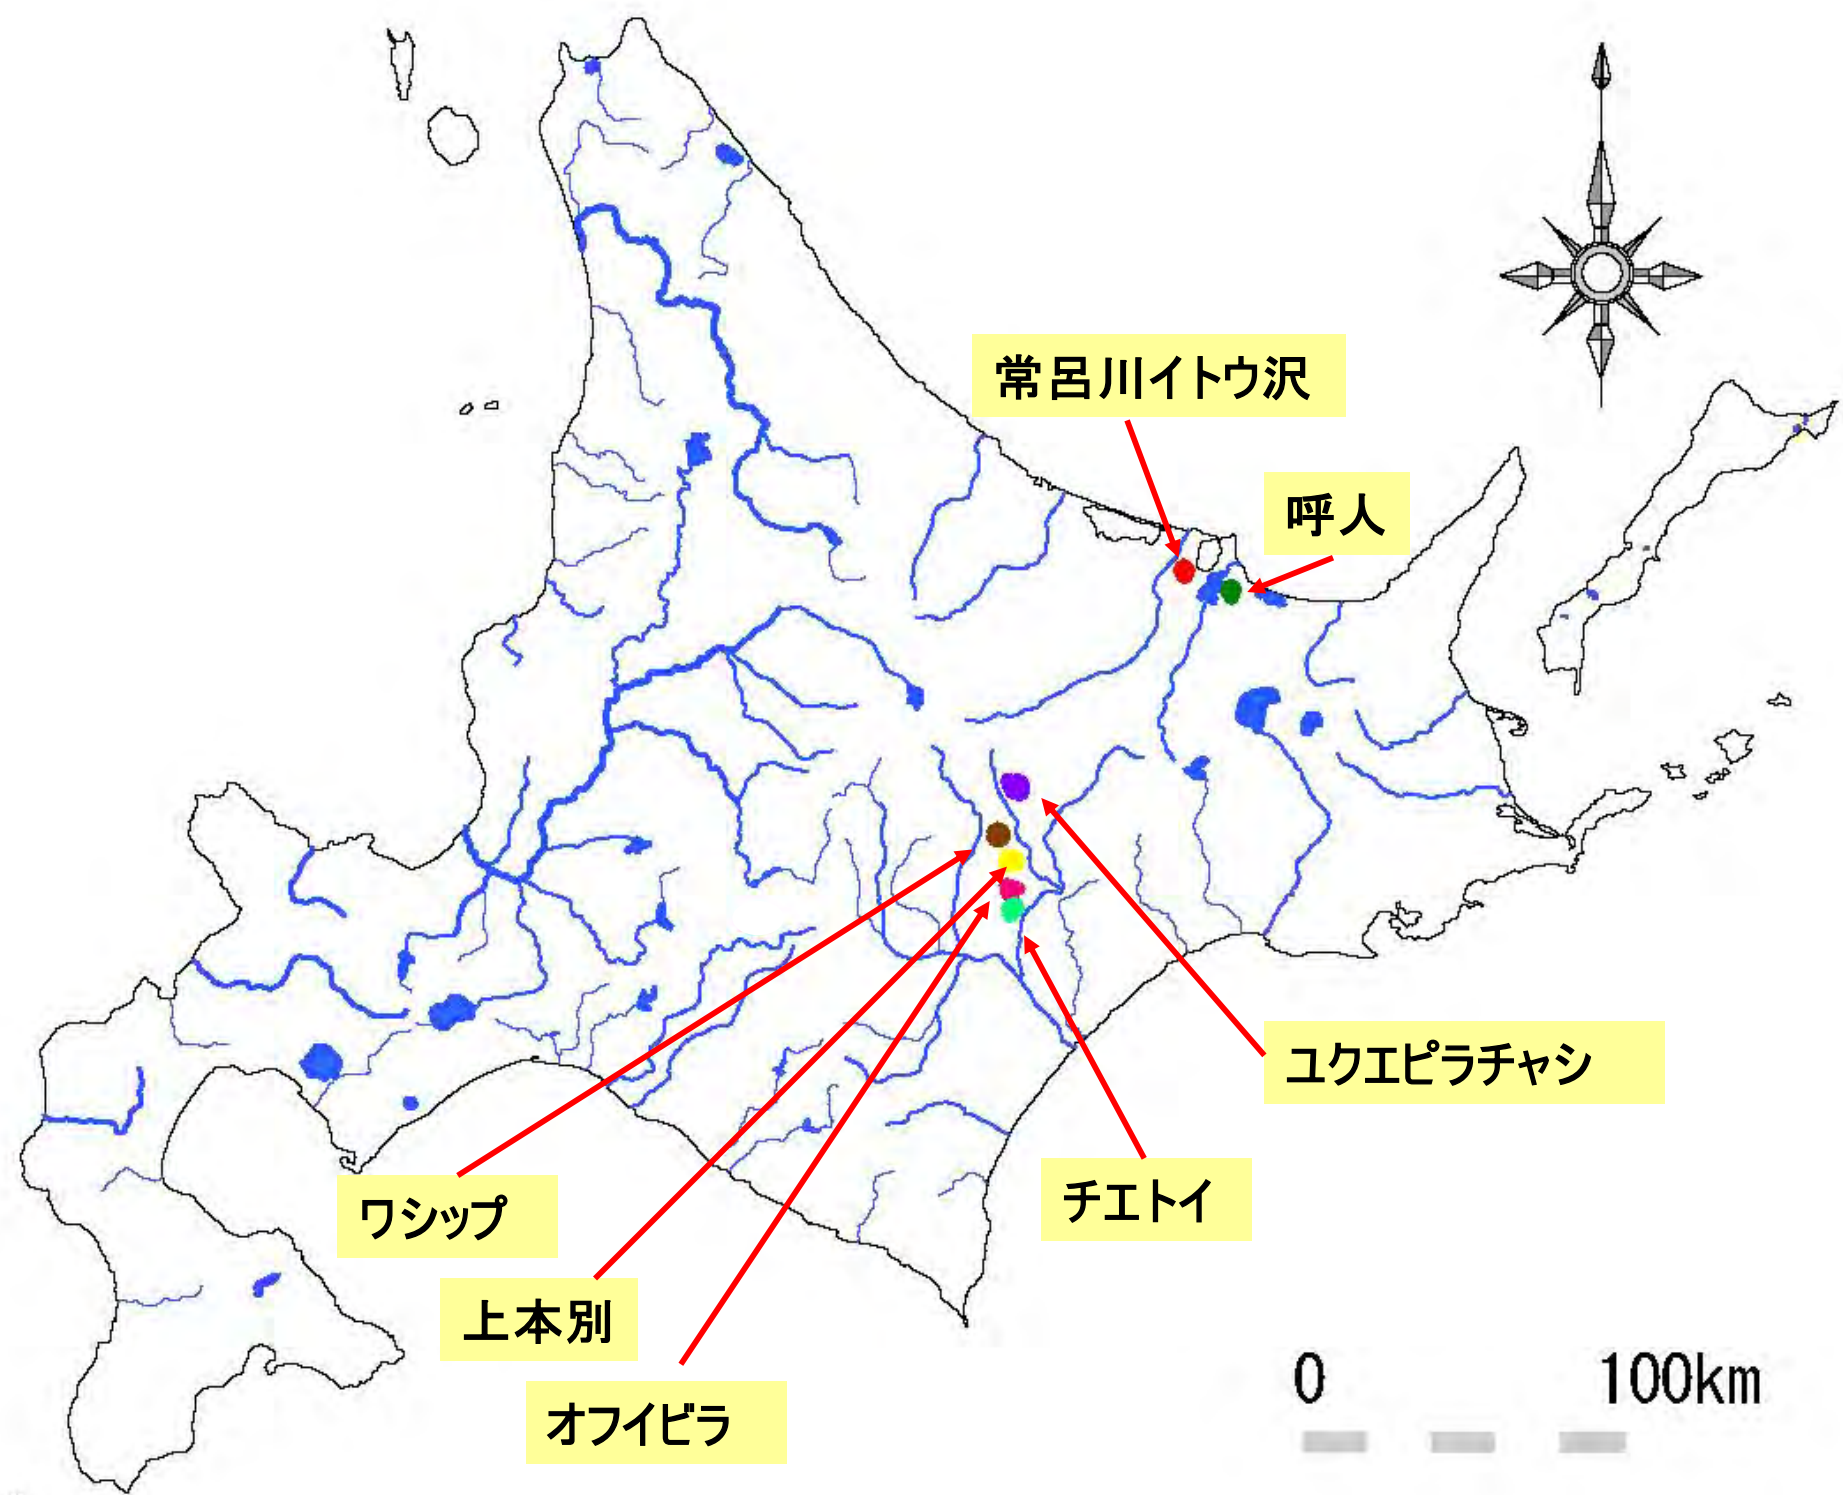 常呂川イトウ沢
呼人
ユクエピラチャシ
チエトイ
ワシップ
上本別
オフイビラ
0 100km